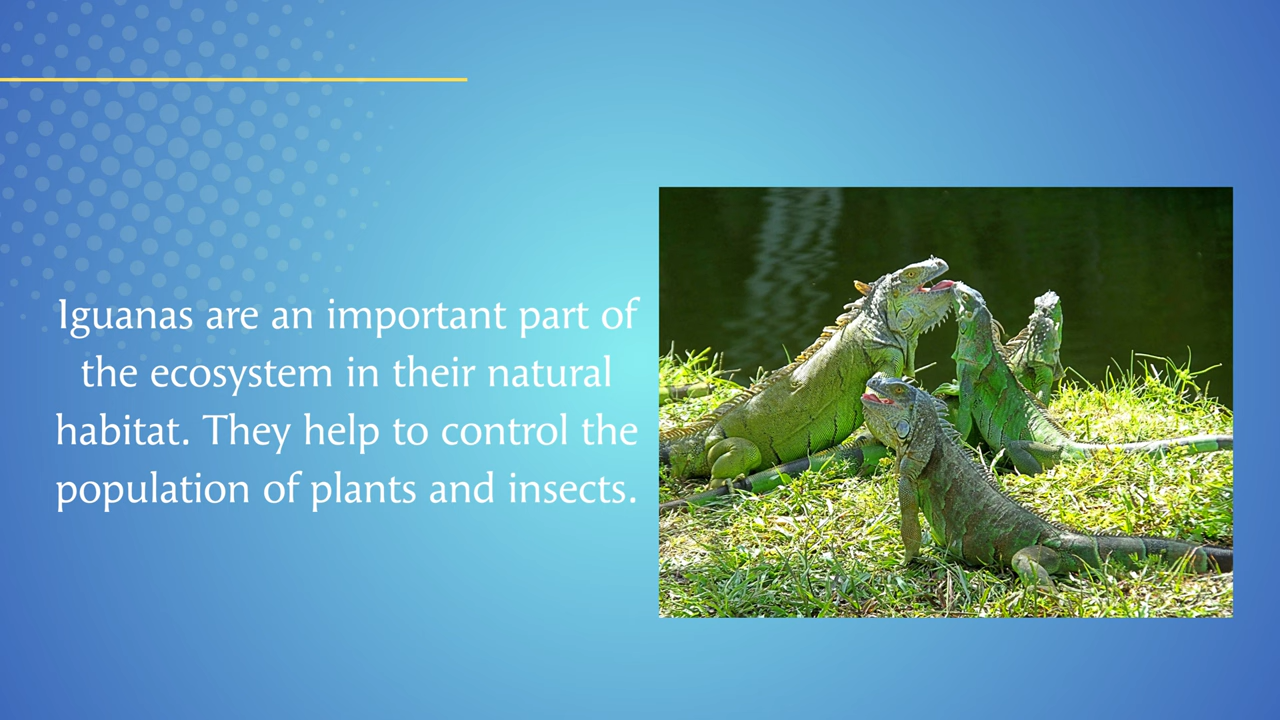 Iguanas are an important part of
the ecosystem in their natural
habitat. They help to control the
population of plants and insects.